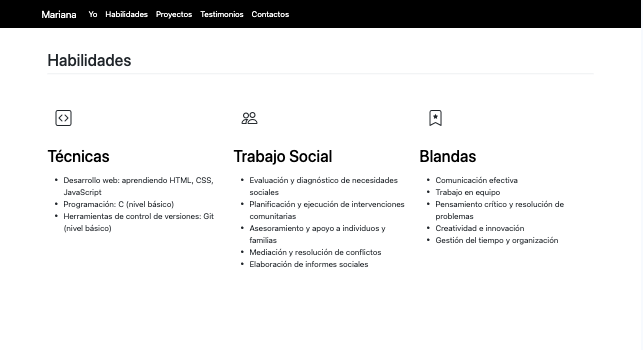 Mariana Yo Habilidades Proyectos Testimonios Contactos
Habilidades
Técnicas
• Desarrollo web: aprendiendo HTML, CSS,
JavaScript
• Programación: C (nivel básico)
• Herramientas de control de versiones: Git
(nivel básico)
Trabajo Social
• Evaluación y diagnóstico de necesidades
sociales
• Planificación y ejecución de intervenciones
comunitarias
• Asesoramiento y apoyo a individuos y
familias
• Mediación y resolución de conflictos
• Elaboración de informes sociales
Blandas
• Comunicación efectiva
• Trabajo en equipo
• Pensamiento crítico y resolución de
problemas
• Creatividad e innovación
• Gestión del tiempo y organización